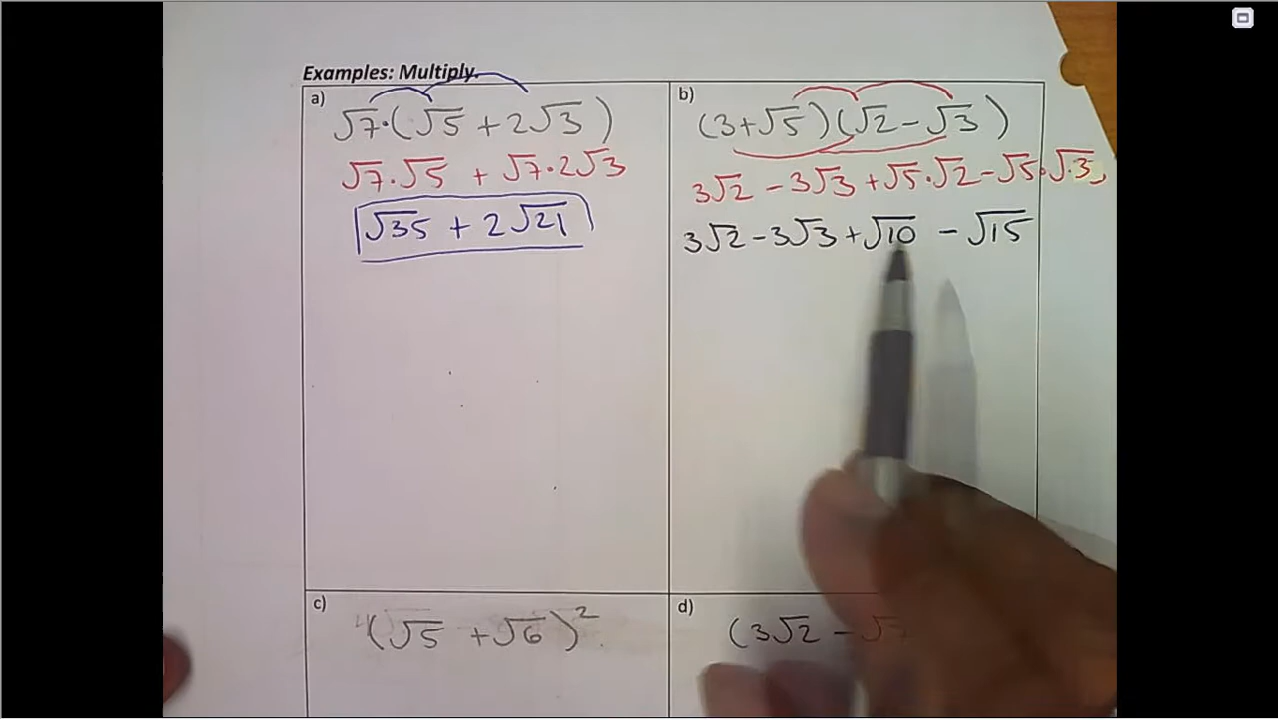 Examples: Multiply.
a)
√7·(√5 + 2√3)
√7·√5 + √7·2√3
√35 + 2√21
b)
(3+√5)(√2-√3)
3√2 - 3√3 + √5·√2 - √5·√3
3√2 - 3√3 + √10 - √15
c)
(√5 + √6)²
d)
(3√2 -